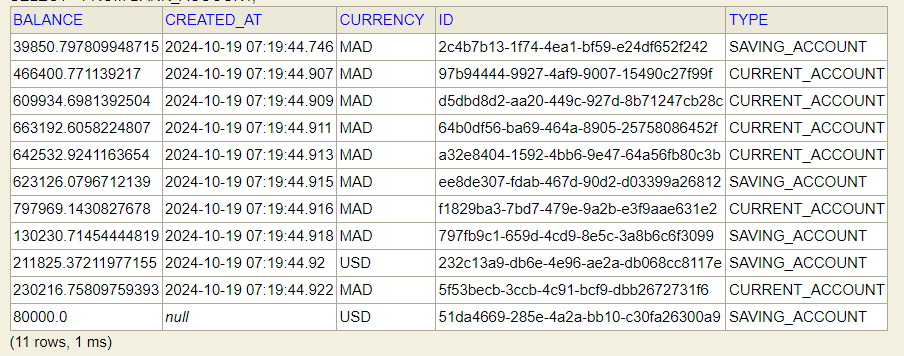 BALANCE CREATED_AT CURRENCY ID TYPE
39850.797809948715 2024-10-19 07:19:44.746 MAD 2c4b7b13-1f74-4ea1-bf59-e24df652f242 SAVING_ACCOUNT
466400.771139217 2024-10-19 07:19:44.907 MAD 97b94444-9927-4af9-9007-15490c27f99f CURRENT_ACCOUNT
609934.6981392504 2024-10-19 07:19:44.909 MAD d5dbd8d2-aa20-449c-927d-8b71247cb28c CURRENT_ACCOUNT
663192.6058224807 2024-10-19 07:19:44.911 MAD 64b0df56-ba69-464a-8905-25758086452f CURRENT_ACCOUNT
642532.9241163654 2024-10-19 07:19:44.913 MAD a32e8404-1592-4bb6-9e47-64a56fb80c3b CURRENT_ACCOUNT
623126.0796712139 2024-10-19 07:19:44.915 MAD ee8de307-fdab-467d-90d2-d03399a26812 SAVING_ACCOUNT
797969.1430827678 2024-10-19 07:19:44.916 MAD f1829ba3-7bd7-479e-9a2b-e3f9aae631e2 CURRENT_ACCOUNT
130230.71454444819 2024-10-19 07:19:44.918 MAD 797fb9c1-659d-4cd9-8e5c-3a8b6c6f3099 SAVING_ACCOUNT
211825.37211977155 2024-10-19 07:19:44.92 USD 232c13a9-db6e-4e96-ae2a-db068cc8117e SAVING_ACCOUNT
230216.75809759393 2024-10-19 07:19:44.922 MAD 5f53becb-3ccb-4c91-bcf9-dbb2672731f6 CURRENT_ACCOUNT
80000.0 null USD 51da4669-285e-4a2a-bb10-c30fa26300a9 SAVING_ACCOUNT
(11 rows, 1 ms)